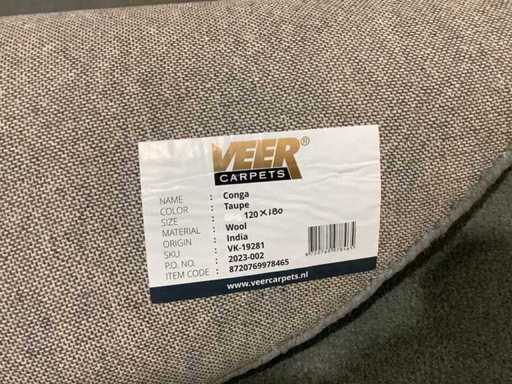 VEER®
CARPETS
NAME : Conga
COLOR : Taupe
SIZE : 120 x 180
MATERIAL : Wool
ORIGIN : India
SKU : VK-19281
P.O. NO. : 2023-002
ITEM CODE : 8720769978465
www.veercarpets.nl